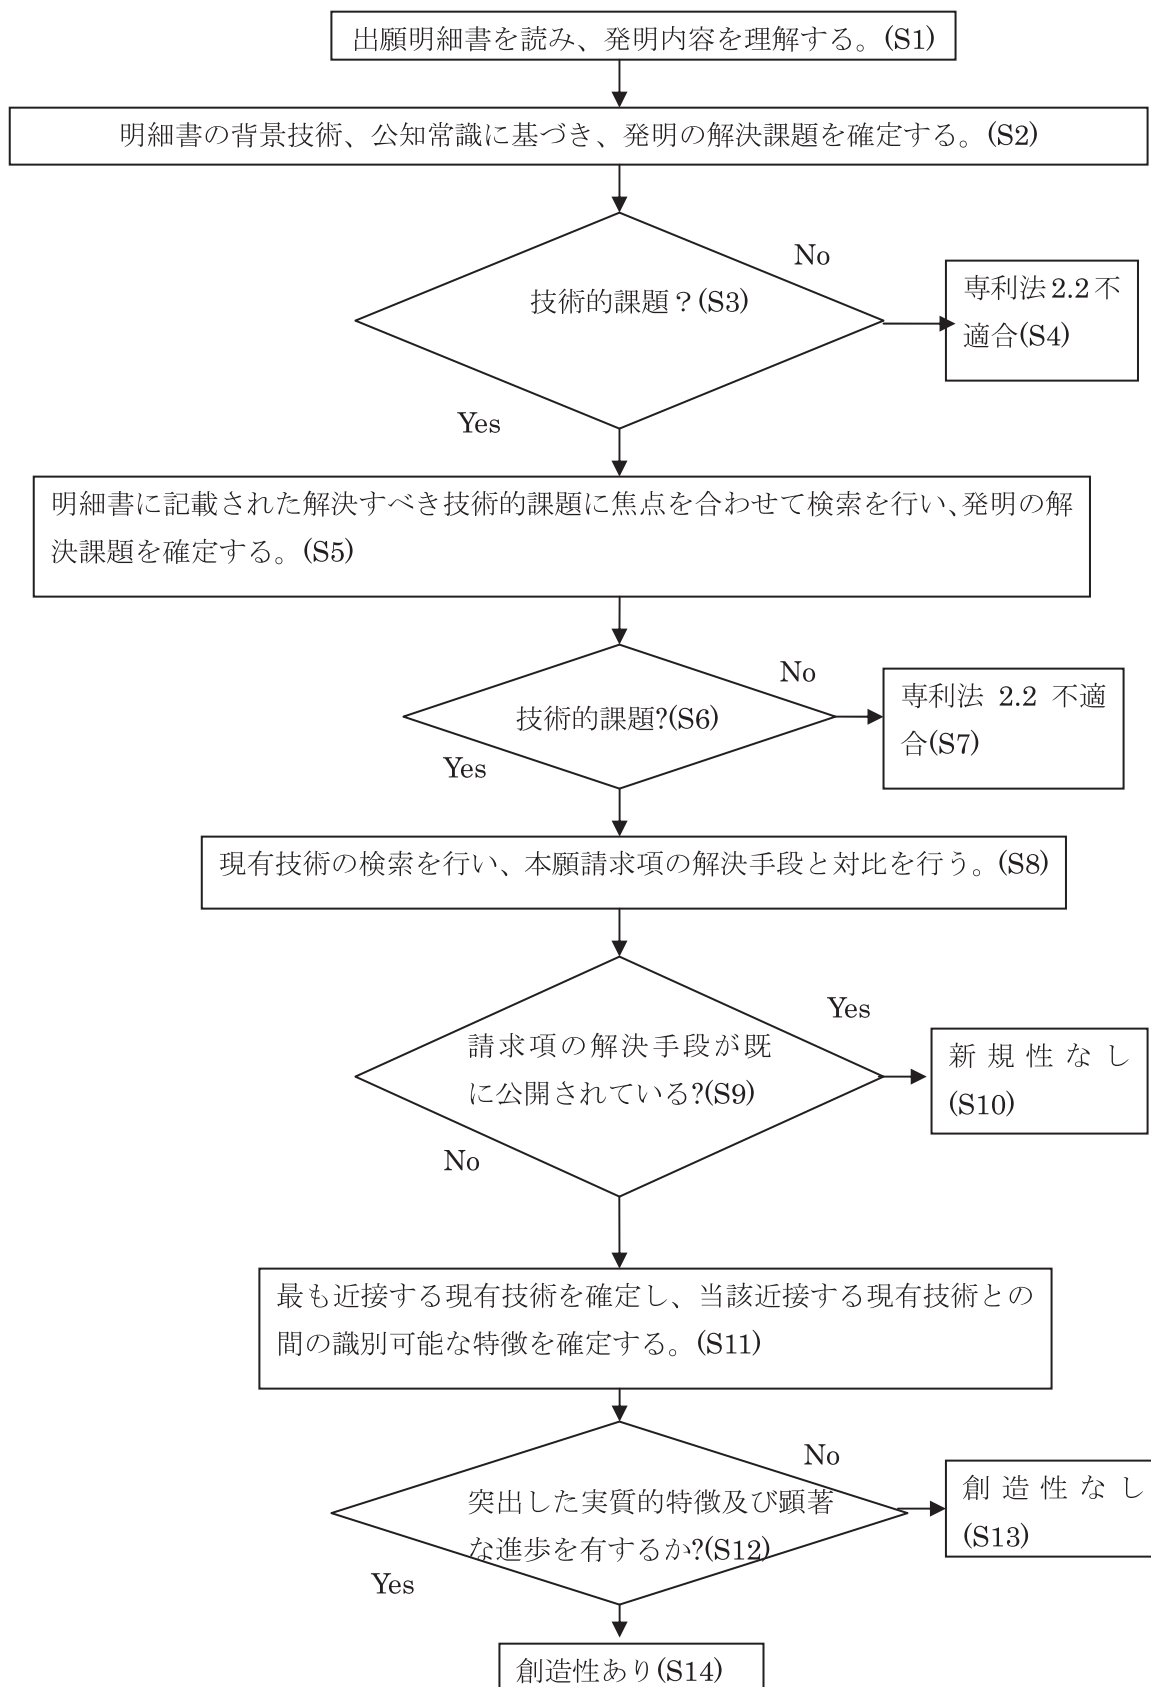 出願明細書を読み、発明内容を理解する。(S1)
明細書の背景技術、公知常識に基づき、発明の解決課題を確定する。(S2)
No
技術的課題？(S3)
専利法2.2不
適合(S4)
Yes
明細書に記載された解決すべき技術的課題に焦点を合わせて検索を行い、発明の解
決課題を確定する。(S5)
No
技術的課題?(S6)
専利法 2.2 不適
合(S7)
Yes
現有技術の検索を行い、本願請求項の解決手段と対比を行う。(S8)
Yes
請求項の解決手段が既
に公開されている?(S9)
新規性なし
(S10)
No
最も近接する現有技術を確定し、当該近接する現有技術との
間の識別可能な特徴を確定する。(S11)
No
突出した実質的特徴及び顕著
な進歩を有するか?(S12)
創造性なし
(S13)
Yes
創造性あり(S14)